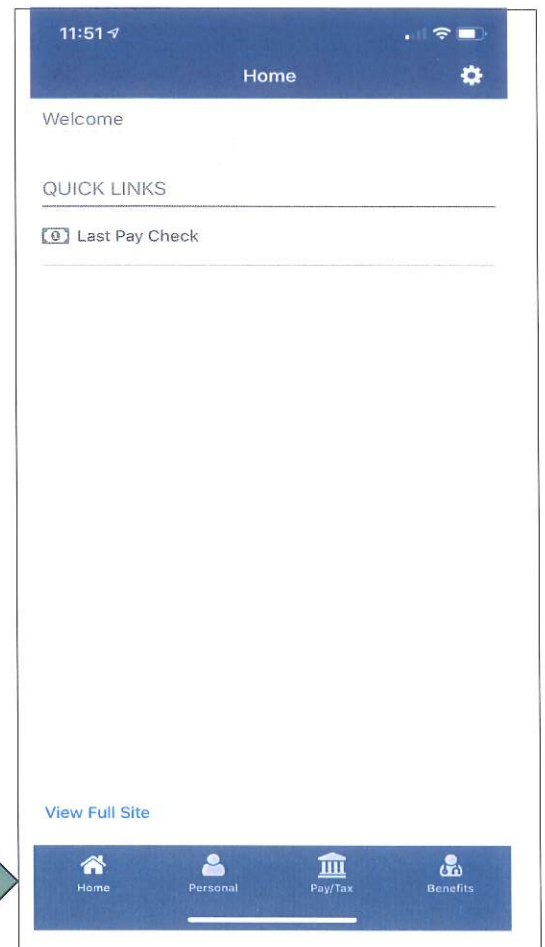 11:51
Home
Welcome
QUICK LINKS
Last Pay Check
View Full Site
Home Personal Pay/Tax Benefits